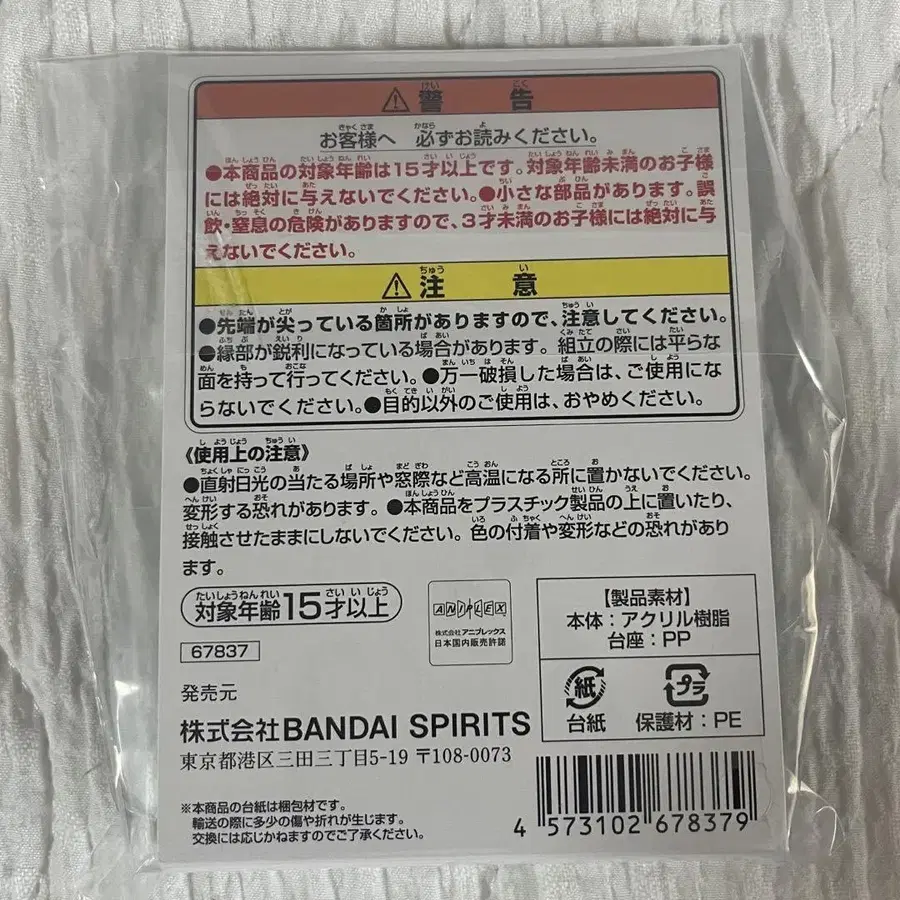 ⚠警告
お客様へ 必ずお読みください。
●本商品の対象年齢は15才以上です。対象年齢未満のお子様
には絶対に与えないでください。●小さな部品があります。誤
飲・窒息の危険がありますので、3才未満のお子様には絶対に与
えないでください。
⚠注意
●先端が尖っている箇所がありますので、注意してください。
●縁部が鋭利になっている場合があります。組立の際には平らな
面を持って行ってください。●万一破損した場合は、ご使用にな
らないでください。●目的以外のご使用は、おやめください。
《使用上の注意》
●直射日光の当たる場所や窓際など高温になる所に置かないでください。
変形する恐れがあります。●本商品をプラスチック製品の上に置いたり、
接触させたままにしないでください。色の付着や変形などの恐れがあり
ます。
対象年齢15才以上
67837
ANIPLEX
株式会社アニプレックス
日本国内販売許諾
【製品素材】
本体：アクリル樹脂
台座：PP
紙
台紙
プラ
保護材：PE
発売元
株式会社BANDAI SPIRITS
東京都港区三田三丁目5-19 〒108-0073
※本商品の台紙は梱包材です。
輸送の際に多少の傷や折れが生じます。
交換には応じかねますのでご了承ください。
4 573102 678379